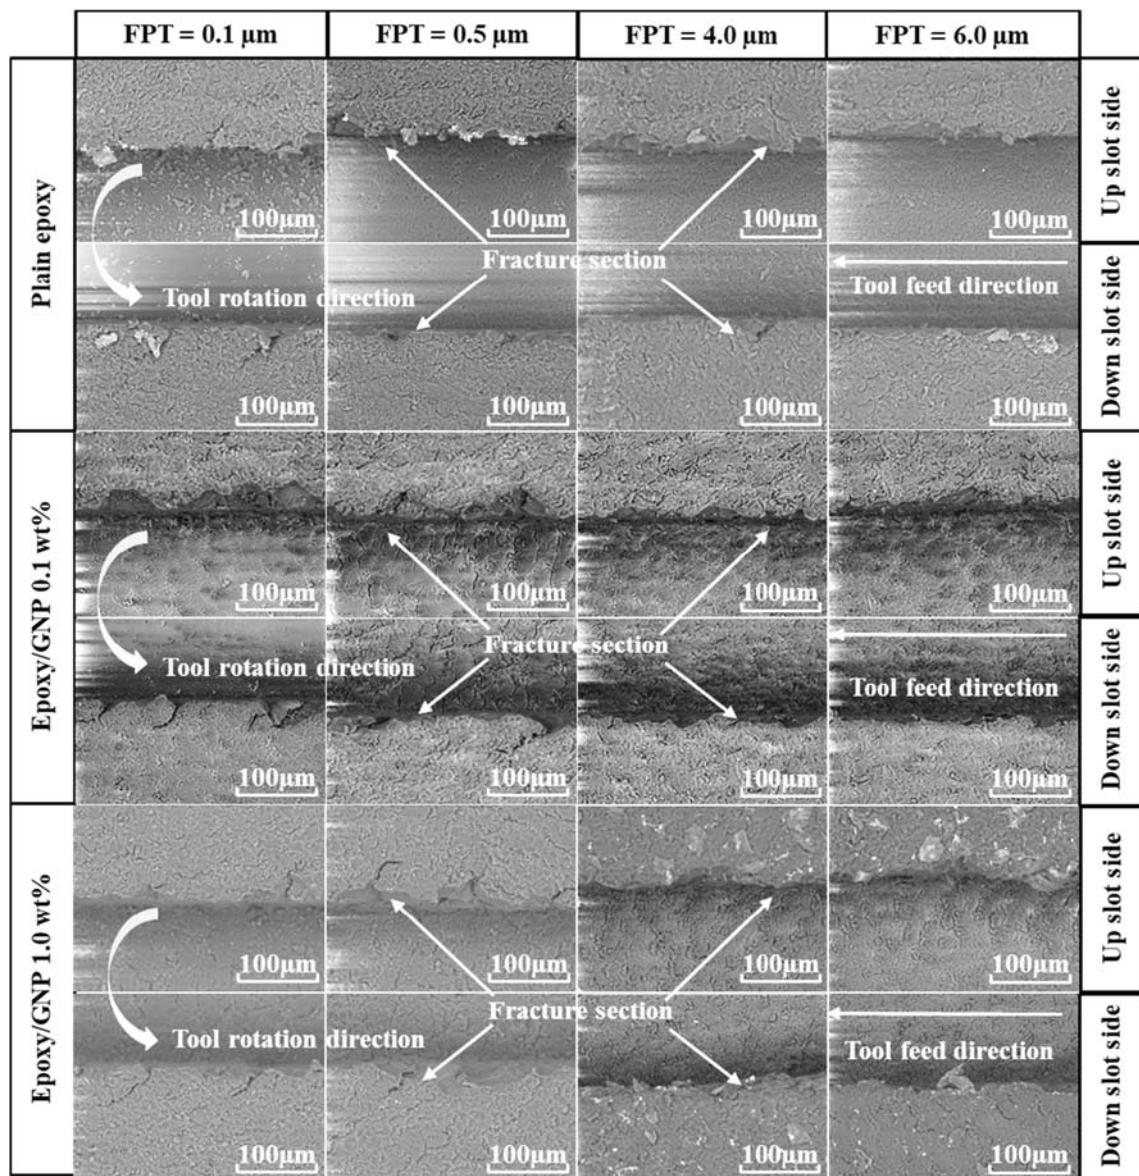 FPT = 0.1 µm FPT = 0.5 µm FPT = 4.0 µm FPT = 6.0 µm
Plain epoxy
Up slot side
100µm 100µm 100µm 100µm
Fracture section
Tool rotation direction
Tool feed direction
Down slot side
100µm 100µm 100µm 100µm
Epoxy/GNP 0.1 wt%
Up slot side
100µm 100µm 100µm 100µm
Fracture section
Tool rotation direction
Tool feed direction
Down slot side
100µm 100µm 100µm 100µm
Epoxy/GNP 1.0 wt%
Up slot side
100µm 100µm 100µm 100µm
Fracture section
Tool rotation direction
Tool feed direction
Down slot side